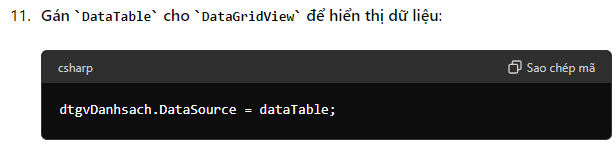 11. Gán `DataTable` cho `DataGridView` để hiển thị dữ liệu:
csharp
Sao chép mã
dtgvDanhsach.DataSource = dataTable;